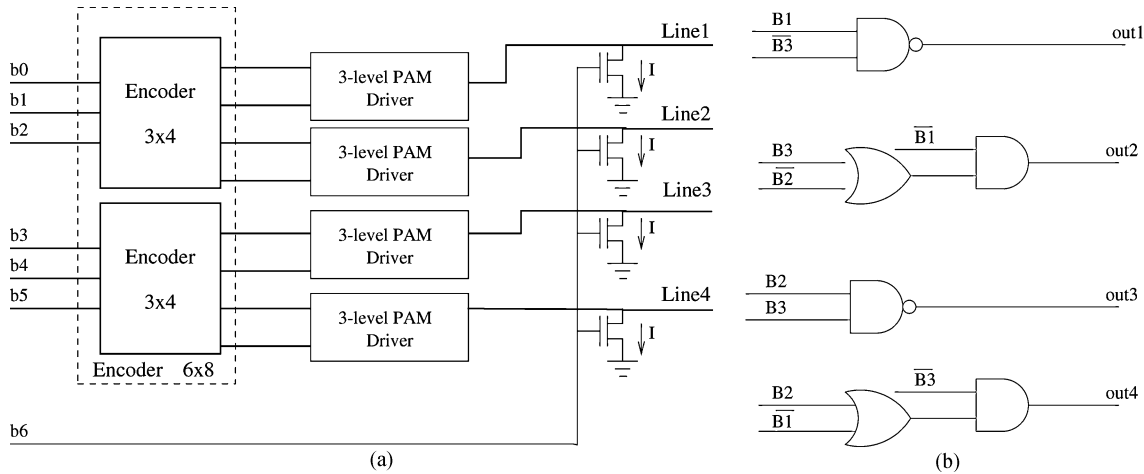 b0
b1
b2
Encoder
3x4
3-level PAM
Driver
Line1
I
3-level PAM
Driver
Line2
I
b3
b4
b5
Encoder
3x4
3-level PAM
Driver
Line3
I
3-level PAM
Driver
Line4
I
Encoder 6x8
b6
(a)
B1
B̅3̅
out1
B3
B̅2̅
B̅1̅
out2
B2
B3
out3
B2
B̅1̅
B̅3̅
out4
(b)